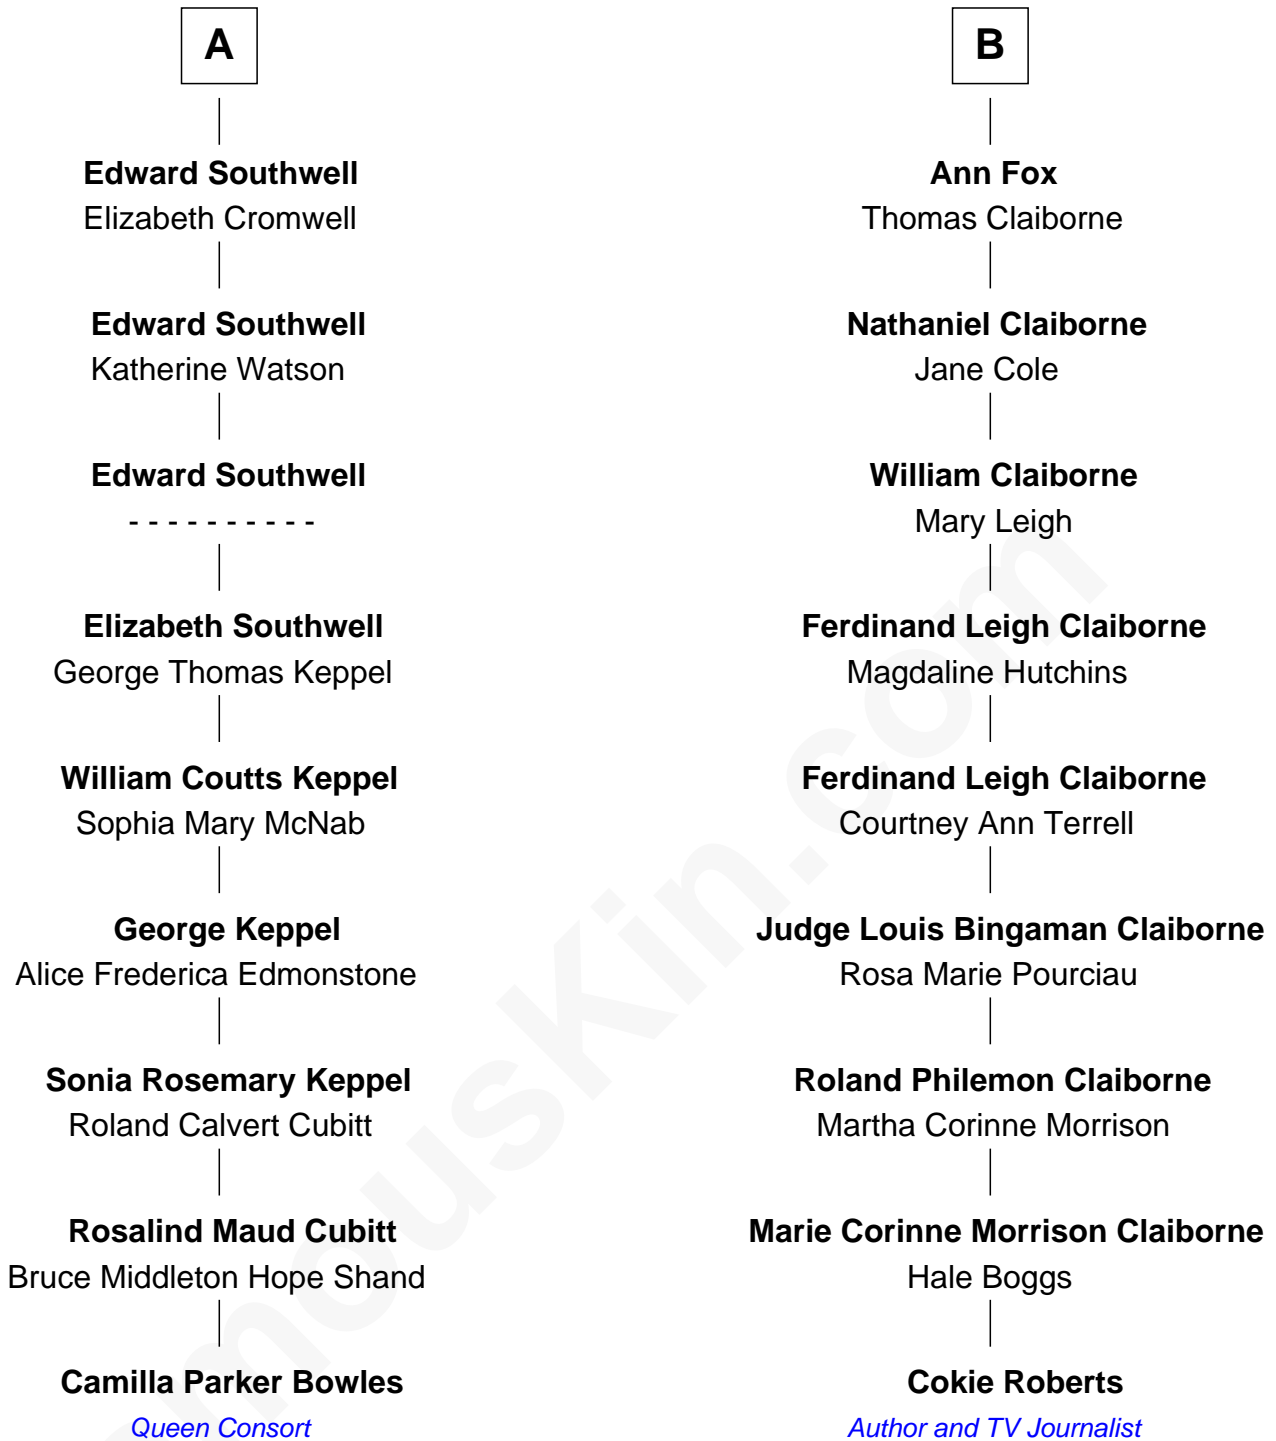 A
Edward Southwell
Elizabeth Cromwell
Edward Southwell
Katherine Watson
Edward Southwell
- - - - - - - - - -
Elizabeth Southwell
George Thomas Keppel
William Coutts Keppel
Sophia Mary McNab
George Keppel
Alice Frederica Edmonstone
Sonia Rosemary Keppel
Roland Calvert Cubitt
Rosalind Maud Cubitt
Bruce Middleton Hope Shand
Camilla Parker Bowles
Queen Consort
B
Ann Fox
Thomas Claiborne
Nathaniel Claiborne
Jane Cole
William Claiborne
Mary Leigh
Ferdinand Leigh Claiborne
Magdaline Hutchins
Ferdinand Leigh Claiborne
Courtney Ann Terrell
Judge Louis Bingaman Claiborne
Rosa Marie Pourciau
Roland Philemon Claiborne
Martha Corinne Morrison
Marie Corinne Morrison Claiborne
Hale Boggs
Cokie Roberts
Author and TV Journalist
mousKin.com